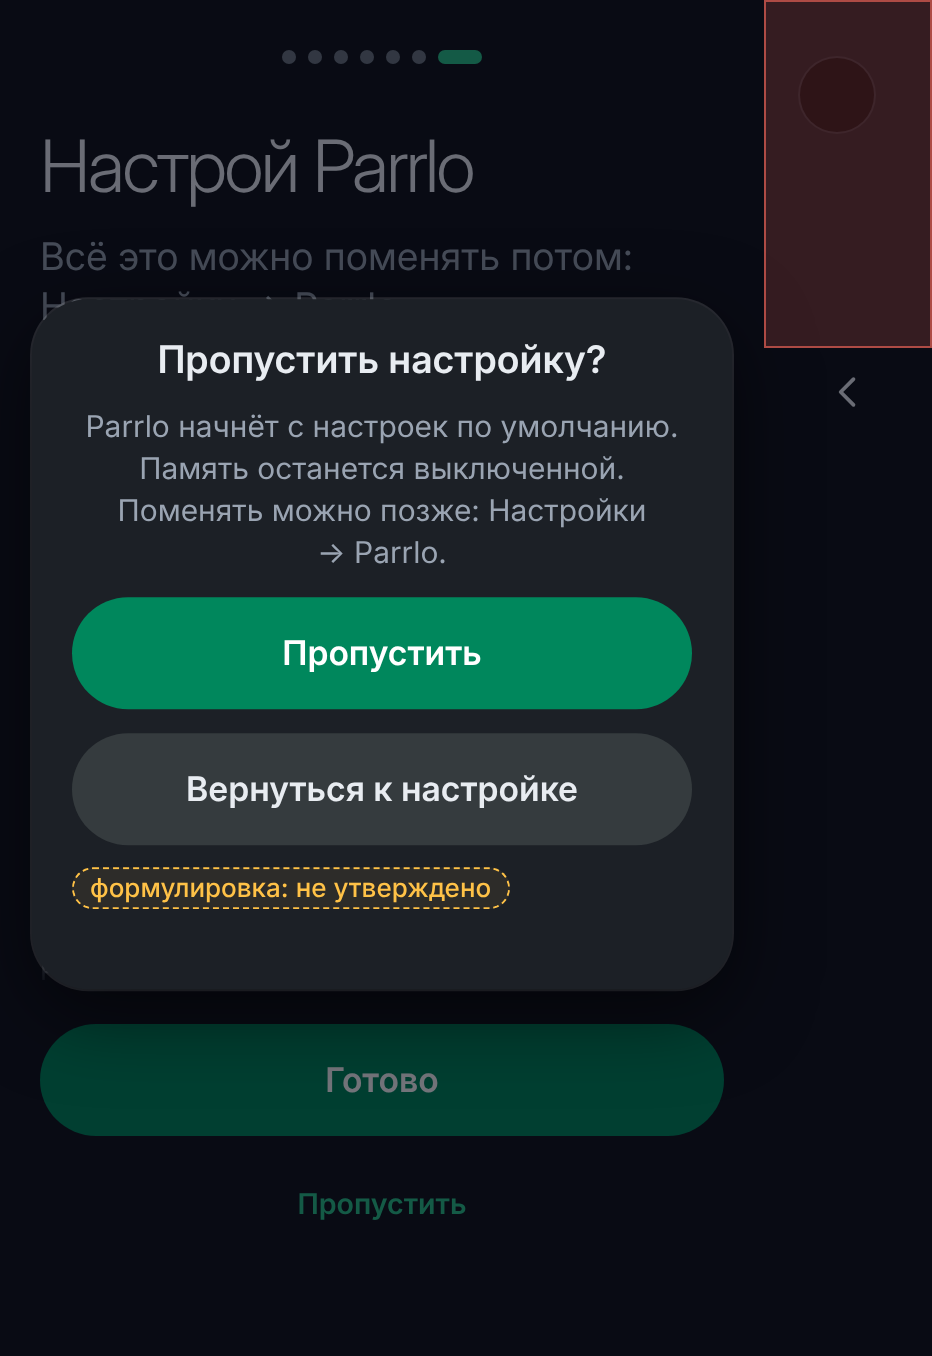 Настрой Parrlo
Всё это можно поменять потом:
Пропустить настройку?
Parrlo начнёт с настроек по умолчанию.
Память останется выключенной.
Поменять можно позже: Настройки
→ Parrlo.
Пропустить
Вернуться к настройке
формулировка: не утверждено
Готово
Пропустить